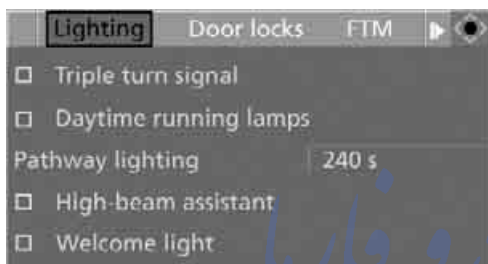 Lighting Door locks FTM
Triple turn signal
Daytime running lamps
Pathway lighting 240 s
High-beam assistant
Welcome light